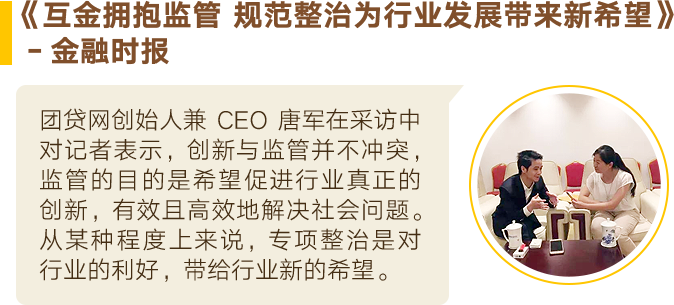 《互金拥抱监管 规范整治为行业发展带来新希望》
- 金融时报
团贷网创始人兼 CEO 唐军在采访中
对记者表示，创新与监管并不冲突，
监管的目的是希望促进行业真正的
创新，有效且高效地解决社会问题。
从某种程度上来说，专项整治是对
行业的利好，带给行业新的希望。